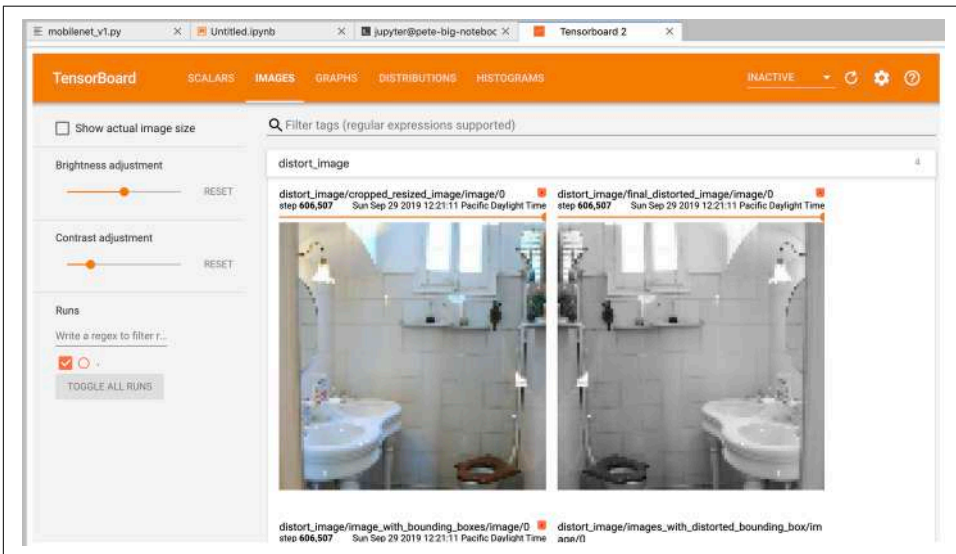 mobilenet_v1.py × Untitled.ipynb × jupyter@pete-big-noteboc × Tensorboard 2 ×
TensorBoard SCALARS IMAGES GRAPHS DISTRIBUTIONS HISTOGRAMS INACTIVE
Show actual image size
Filter tags (regular expressions supported)
Brightness adjustment
RESET
Contrast adjustment
RESET
Runs
Write a regex to filter r...
TOGGLE ALL RUNS
distort_image 4
distort_image/cropped_resized_image/image/0
step 606,507 Sun Sep 29 2019 12:21:11 Pacific Daylight Time
distort_image/final_distorted_image/image/0
step 606,507 Sun Sep 29 2019 12:21:11 Pacific Daylight Time
distort_image/image_with_bounding_boxes/image/0
step 606,507 Sun Sep 29 2019 12:21:11 Pacific Daylight Time
distort_image/images_with_distorted_bounding_box/im
age/0